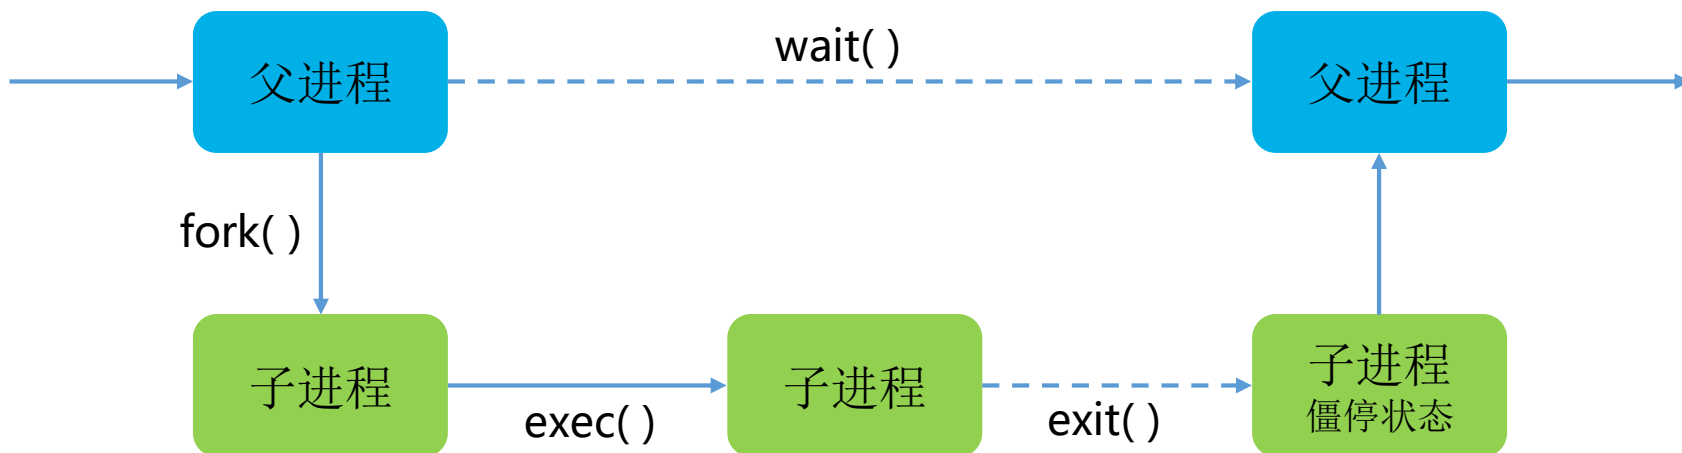 父进程
wait( )
父进程
fork( )
子进程
exec( )
子进程
exit( )
子进程
僵停状态